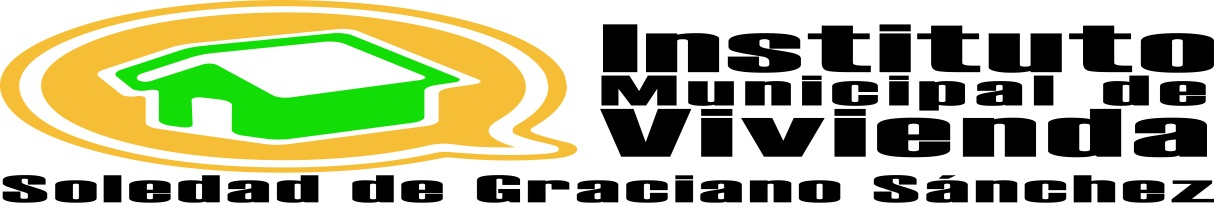 Instituto
Municipal de
Vivienda
Soledad de Graciano Sánchez